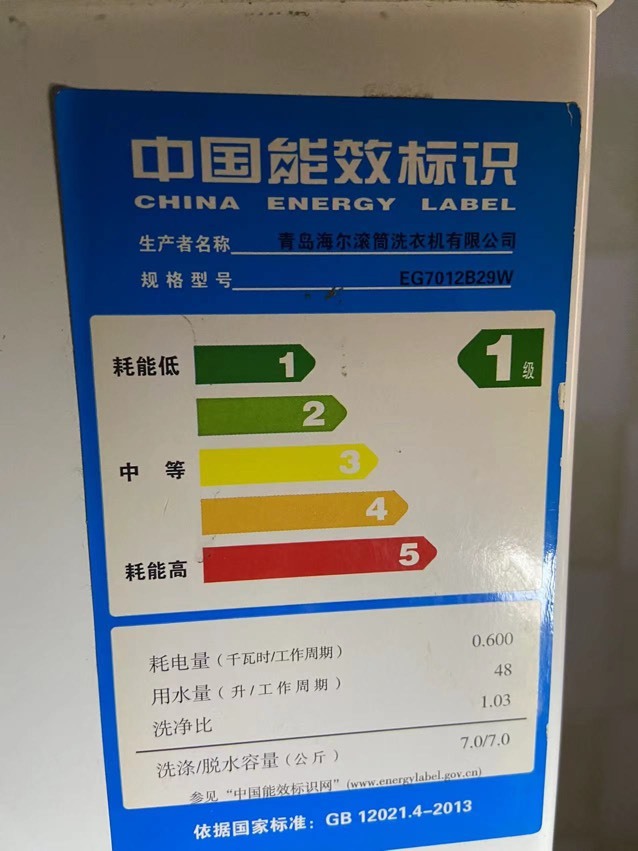 中国能效标识
CHINA ENERGY LABEL
生产者名称 青岛海尔滚筒洗衣机有限公司
规格型号 EG7012B29W
耗能低 1 1级
2
中 等 3
4
耗能高 5
耗电量(千瓦时/工作周期) 0.600
用水量(升/工作周期) 48
洗净比 1.03
洗涤/脱水容量(公斤) 7.0/7.0
参见“中国能效标识网”(www.energylabel.gov.cn)
依据国家标准:GB 12021.4-2013